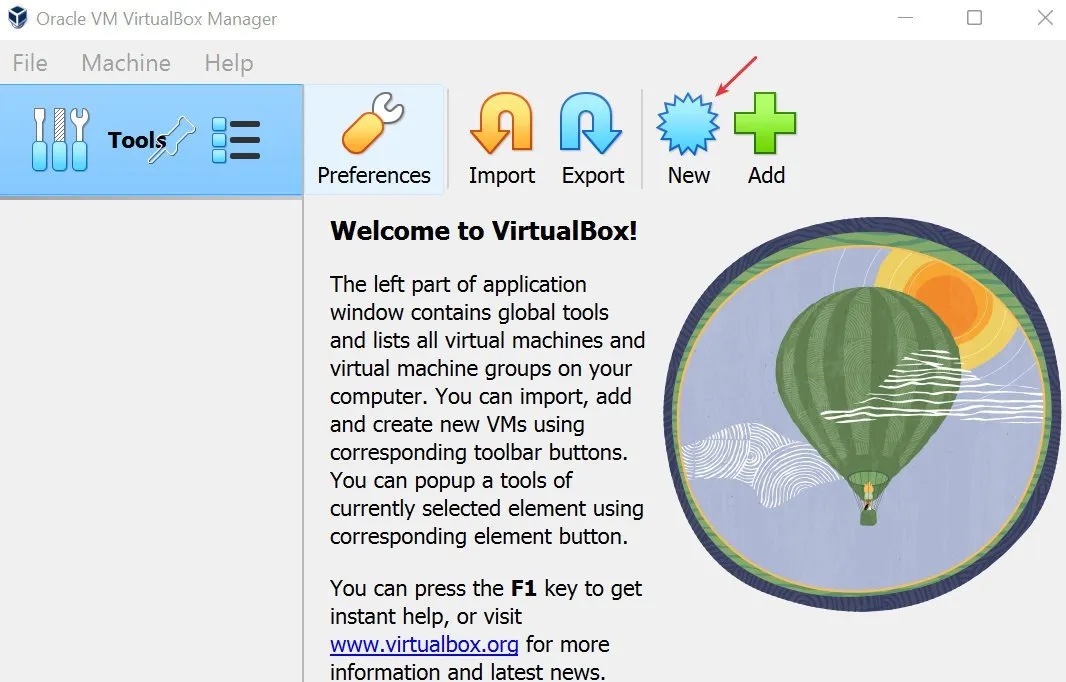 Oracle VM VirtualBox Manager
File Machine Help
Tools
Preferences Import Export New Add
Welcome to VirtualBox!
The left part of application
window contains global tools
and lists all virtual machines and
virtual machine groups on your
computer. You can import, add
and create new VMs using
corresponding toolbar buttons.
You can popup a tools of
currently selected element using
corresponding element button.
You can press the F1 key to get
instant help, or visit
www.virtualbox.org for more
information and latest news.